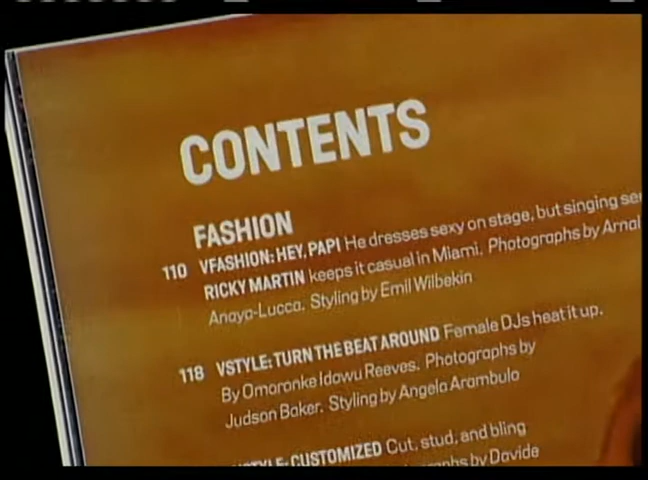 CONTENTS
FASHION
110 VFASHION: HEY, PAPI He dresses sexy on stage, but singing
RICKY MARTIN keeps it casual in Miami. Photographs by
Anaya-Lucca. Styling by Emil Wilbekin
118 VSTYLE: TURN THE BEAT AROUND Female DJs heat it up.
By Omoronke Idowu Reeves. Photographs by
Judson Baker. Styling by Angela Arambulo
CUSTOMIZED Cut, stud, and bling
by Davide